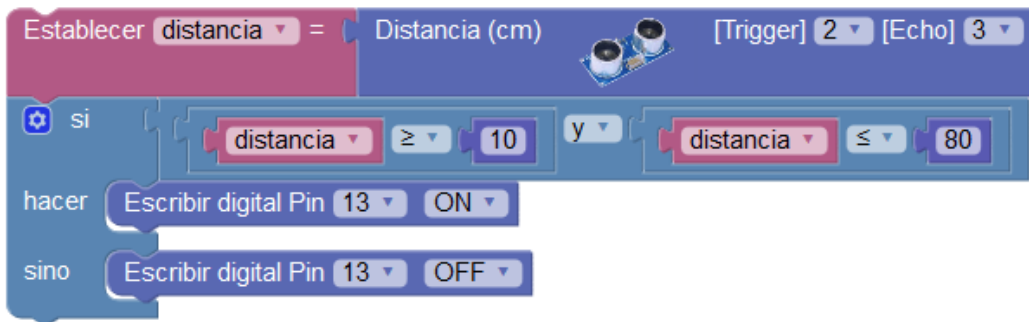 Establecer distancia = Distancia (cm) [Trigger] 2 [Echo] 3
si distancia ≥ 10 y distancia ≤ 80
hacer Escribir digital Pin 13 ON
sino Escribir digital Pin 13 OFF